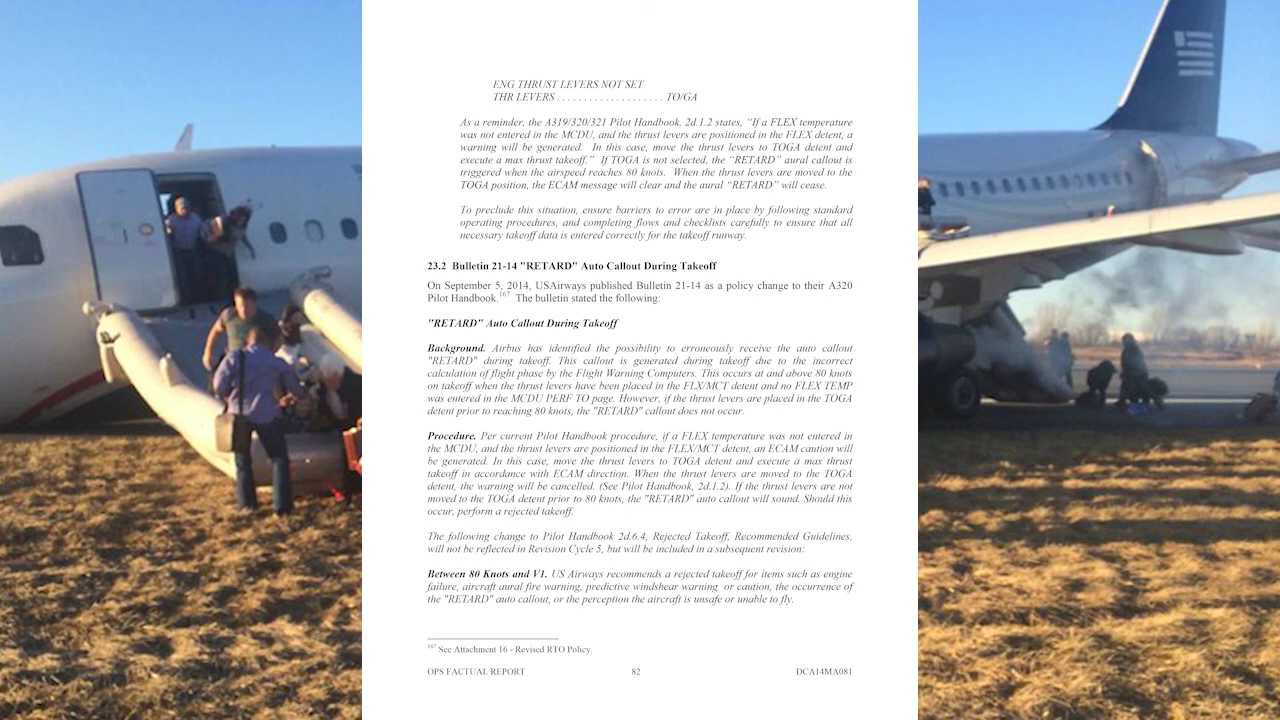 ENG THRUST LEVERS NOT SET
THR LEVERS . . . . . . . . . . . . . . . . . . . . TO/GA
As a reminder, the A319/320/321 Pilot Handbook, 2d.1.2 states, “If a FLEX temperature
was not entered in the MCDU, and the thrust levers are positioned in the FLEX detent, a
warning will be generated.  In this case, move the thrust levers to TOGA detent and
execute a max thrust takeoff.”  If TOGA is not selected, the “RETARD” aural callout is
triggered when the airspeed reaches 80 knots.  When the thrust levers are moved to the
TOGA position, the ECAM message will clear and the aural “RETARD” will cease.
To preclude this situation, ensure barriers to error are in place by following standard
operating procedures, and completing flows and checklists carefully to ensure that all
necessary takeoff data is entered correctly for the takeoff runway.
23.2  Bulletin 21-14 "RETARD" Auto Callout During Takeoff
On September 5, 2014, USAirways published Bulletin 21-14 as a policy change to their A320
Pilot Handbook.167  The bulletin stated the following:
"RETARD" Auto Callout During Takeoff
Background. Airbus has identified the possibility to erroneously receive the auto callout
"RETARD" during takeoff. This callout is generated during takeoff due to the incorrect
calculation of flight phase by the Flight Warning Computers. This occurs at and above 80 knots
on takeoff when the thrust levers have been placed in the FLX/MCT detent and no FLEX TEMP
was entered in the MCDU PERF TO page. However, if the thrust levers are placed in the TOGA
detent prior to reaching 80 knots, the "RETARD" callout does not occur.
Procedure. Per current Pilot Handbook procedure, if a FLEX temperature was not entered in
the MCDU, and the thrust levers are positioned in the FLEX/MCT detent, an ECAM caution will
be generated. In this case, move the thrust levers to TOGA detent and execute a max thrust
takeoff in accordance with ECAM direction. When the thrust levers are moved to the TOGA
detent, the warning will be cancelled. (See Pilot Handbook, 2d.1.2). If the thrust levers are not
moved to the TOGA detent prior to 80 knots, the "RETARD" auto callout will sound. Should this
occur, perform a rejected takeoff.
The following change to Pilot Handbook 2d.6.4, Rejected Takeoff, Recommended Guidelines,
will not be reflected in Revision Cycle 5, but will be included in a subsequent revision:
Between 80 Knots and V1. US Airways recommends a rejected takeoff for items such as engine
failure, aircraft aural fire warning, predictive windshear warning  or caution, the occurrence of
the "RETARD" auto callout, or the perception the aircraft is unsafe or unable to fly.
167 See Attachment 16 - Revised RTO Policy.
OPS FACTUAL REPORT 82 DCA14MA081